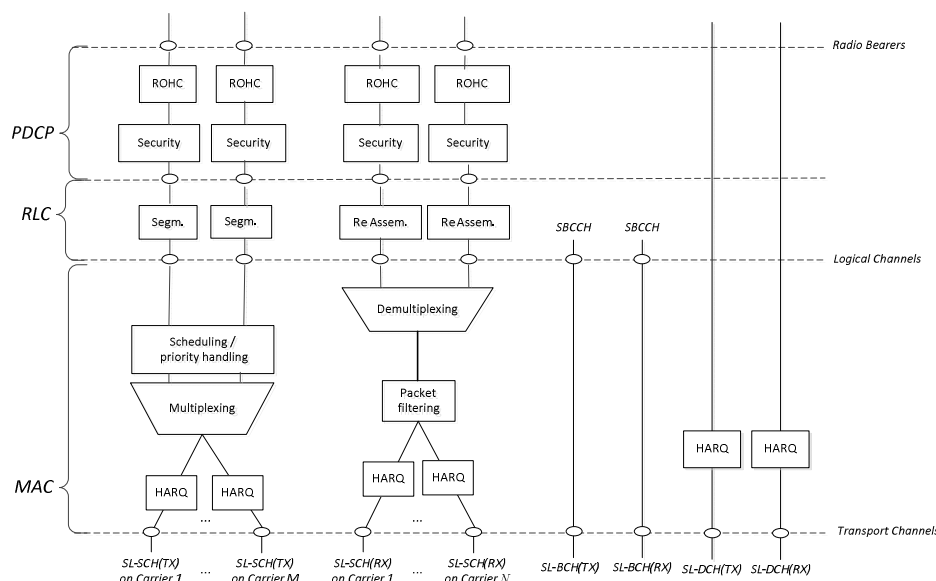 Radio Bearers
ROHC
ROHC
ROHC
ROHC
PDCP
Security
Security
Security
Security
RLC
Segm.
Segm.
Re Assem.
Re Assem.
SBCCH
SBCCH
Logical Channels
Demultiplexing
Scheduling /
priority handling
Packet
filtering
Multiplexing
HARQ
HARQ
MAC
HARQ
HARQ
HARQ
HARQ
...
...
Transport Channels
SL-SCH(TX)
on Carrier 1
...
SL-SCH(TX)
on Carrier M
SL-SCH(RX)
on Carrier 1
...
SL-SCH(RX)
on Carrier N
SL-BCH(TX)
SL-BCH(RX)
SL-DCH(TX)
SL-DCH(RX)